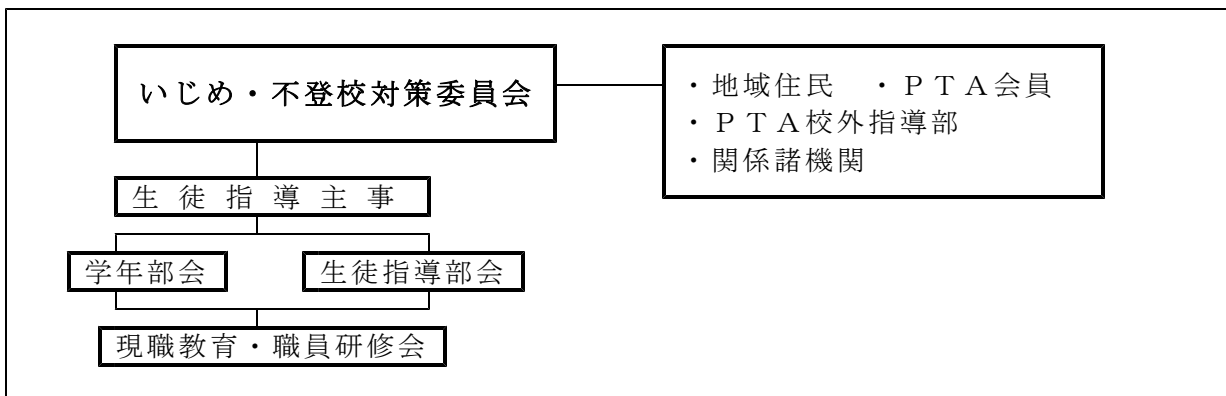 いじめ・不登校対策委員会
・地域住民　・ＰＴＡ会員
・ＰＴＡ校外指導部
・関係諸機関
生徒指導主事
学年部会
生徒指導部会
現職教育・職員研修会